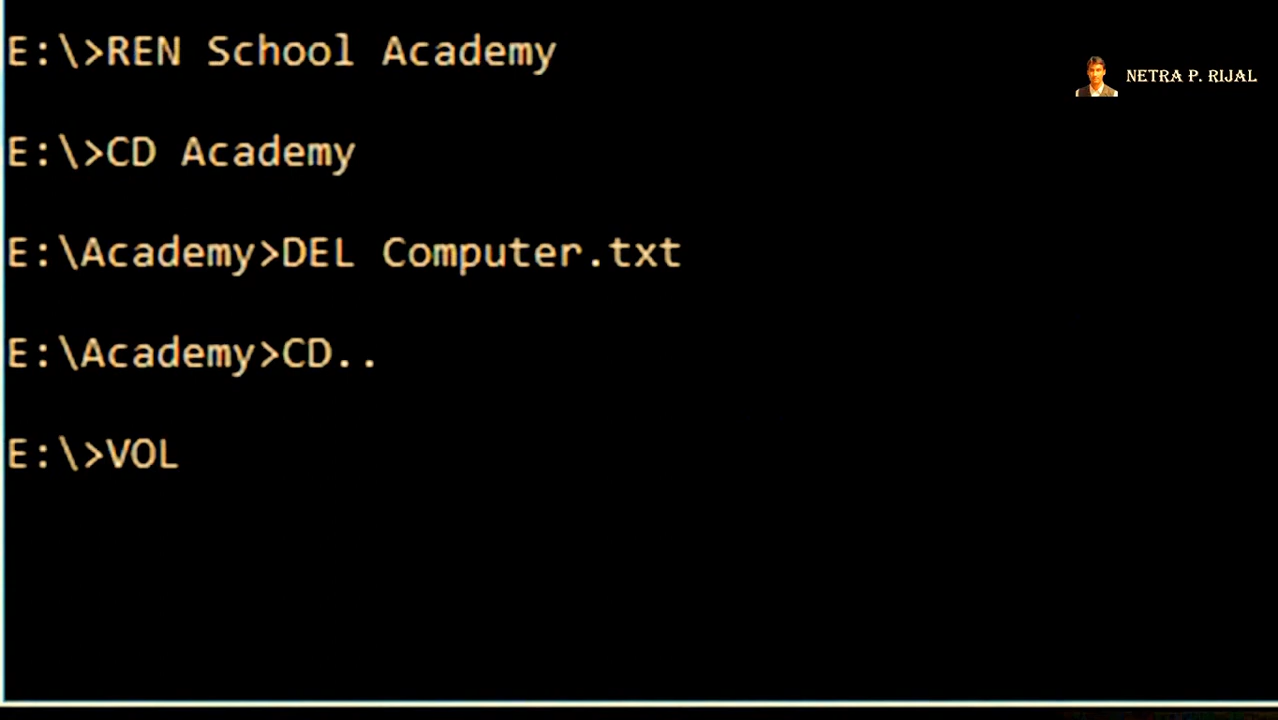 E:\>REN School Academy
NETRA P. RIJAL
E:\>CD Academy
E:\Academy>DEL Computer.txt
E:\Academy>CD..
E:\>VOL